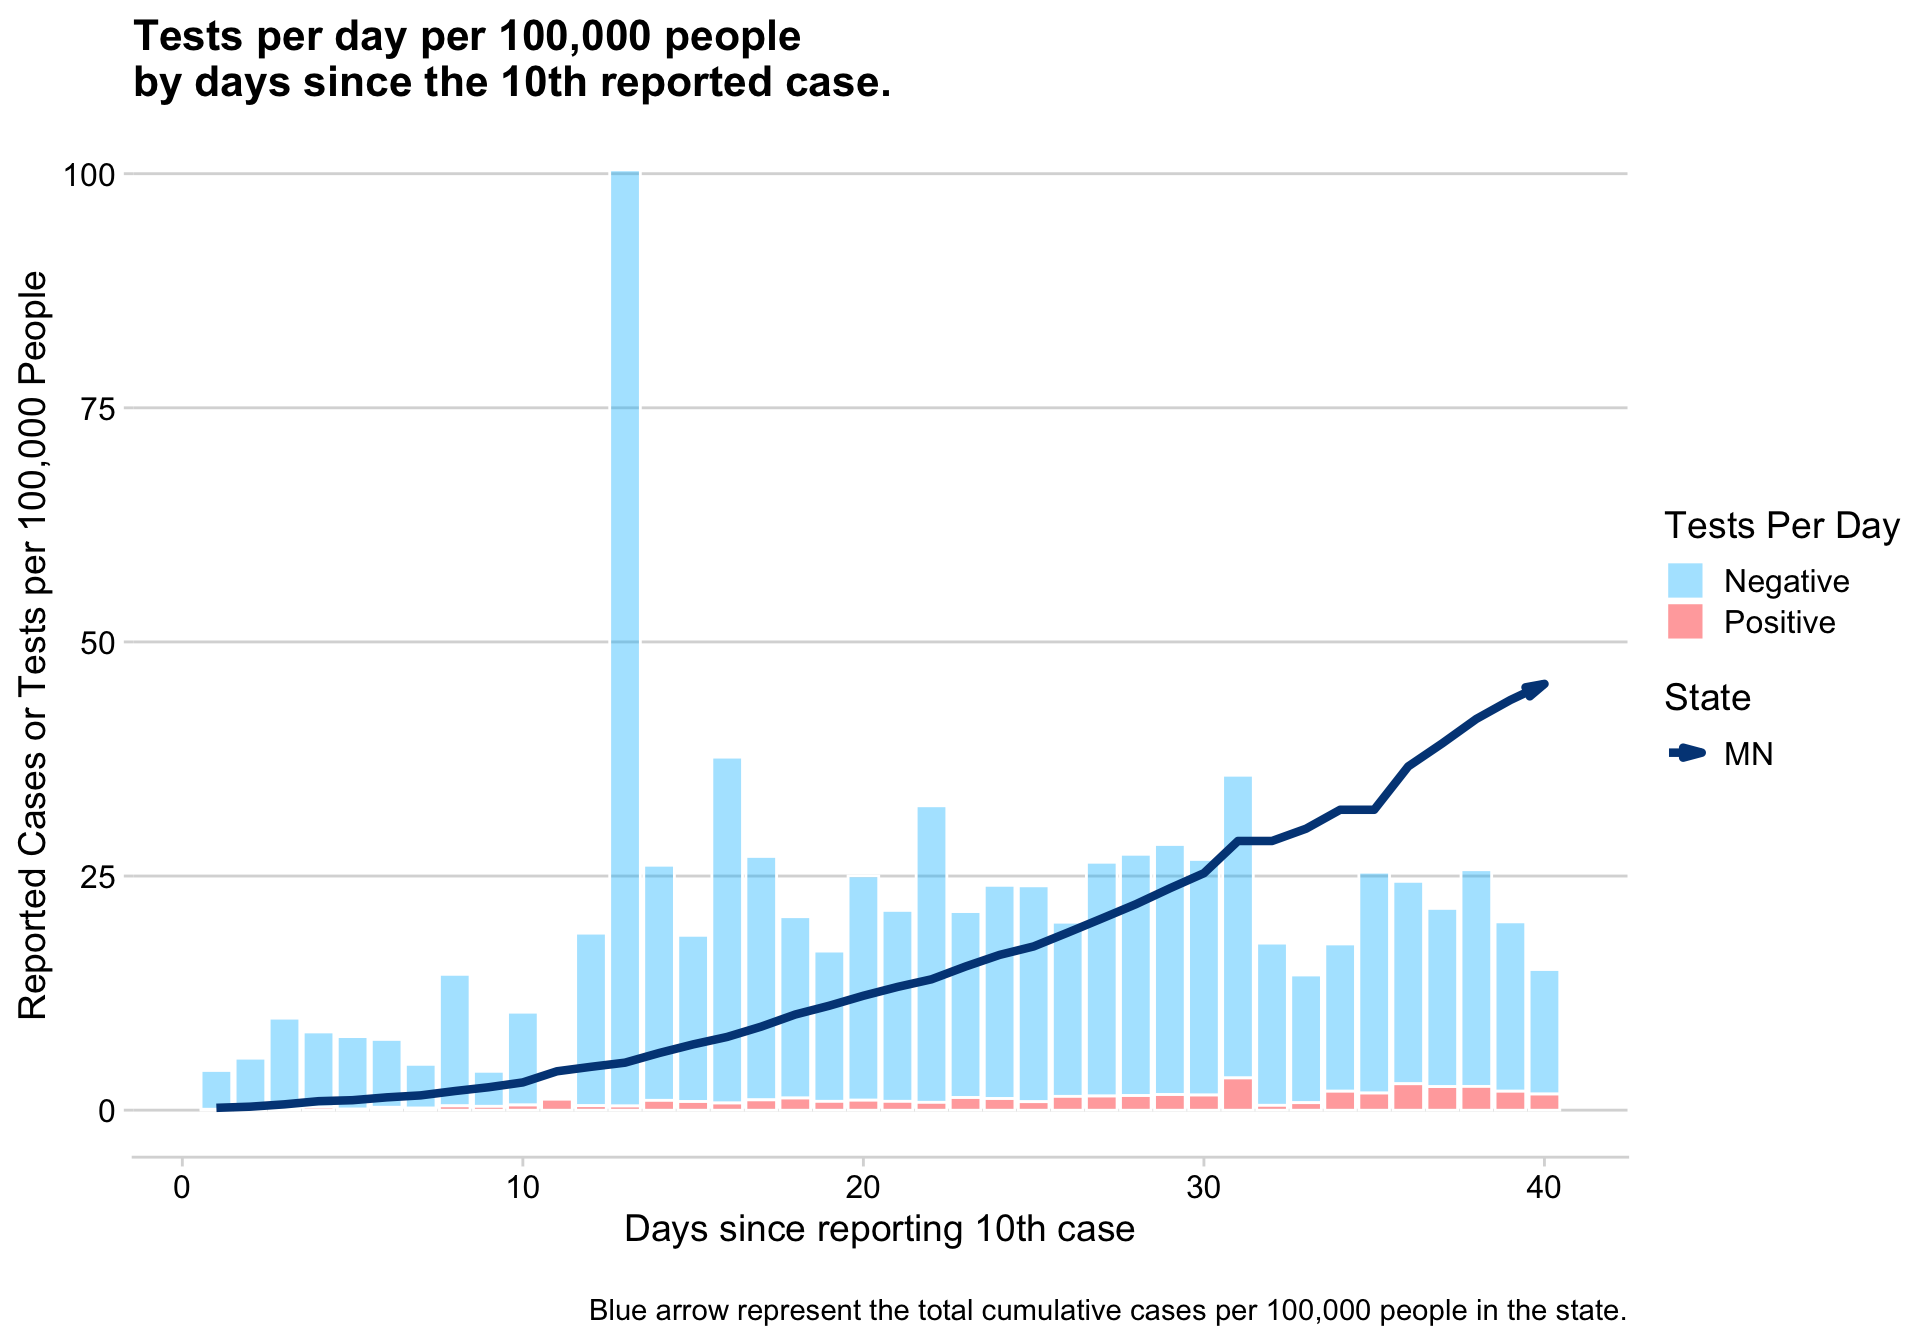 Tests per day per 100,000 people
by days since the 10th reported case.
Reported Cases or Tests per 100,000 People
100
75
50
25
0
0 10 20 30 40
Days since reporting 10th case
Tests Per Day
Negative
Positive
State
MN
Blue arrow represent the total cumulative cases per 100,000 people in the state.